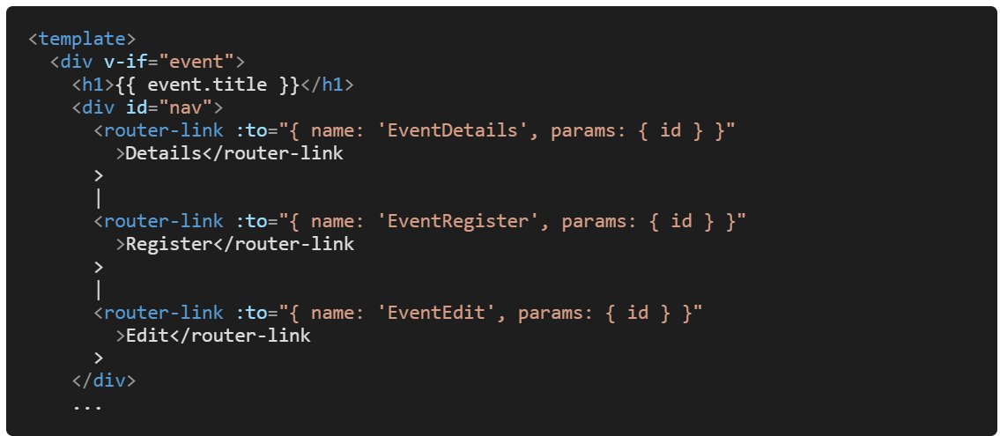 <template>
  <div v-if="event">
    <h1>{{ event.title }}</h1>
    <div id="nav">
      <router-link :to="{ name: 'EventDetails', params: { id } }"
        >Details</router-link
      >
      |
      <router-link :to="{ name: 'EventRegister', params: { id } }"
        >Register</router-link
      >
      |
      <router-link :to="{ name: 'EventEdit', params: { id } }"
        >Edit</router-link
      >
    </div>
    ...